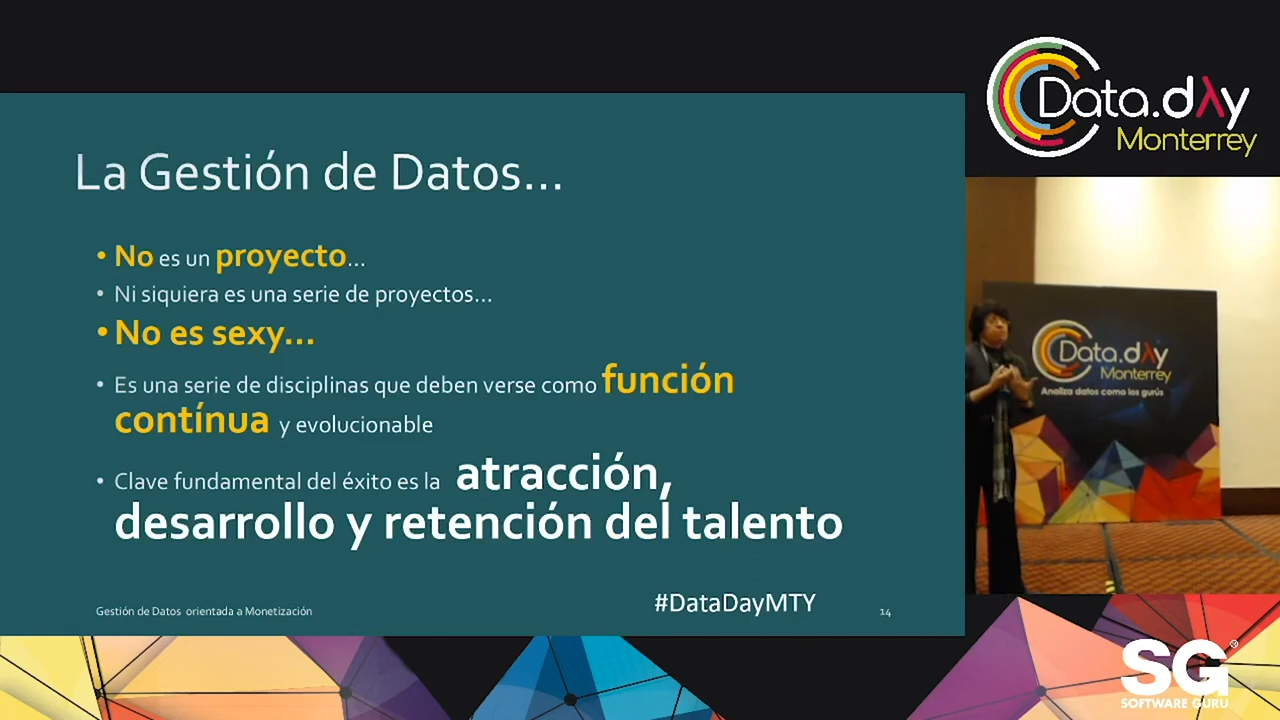 Data.dλy
Monterrey
La Gestión de Datos...
• No es un proyecto...
• Ni siquiera es una serie de proyectos...
• No es sexy...
• Es una serie de disciplinas que deben verse como función
contínua y evolucionable
• Clave fundamental del éxito es la atracción,
desarrollo y retención del talento
Gestión de Datos orientada a Monetización
#DataDayMTY
14
Data.dλy
Monterrey
Analiza datos como los gurús
SG
SOFTWARE GURU